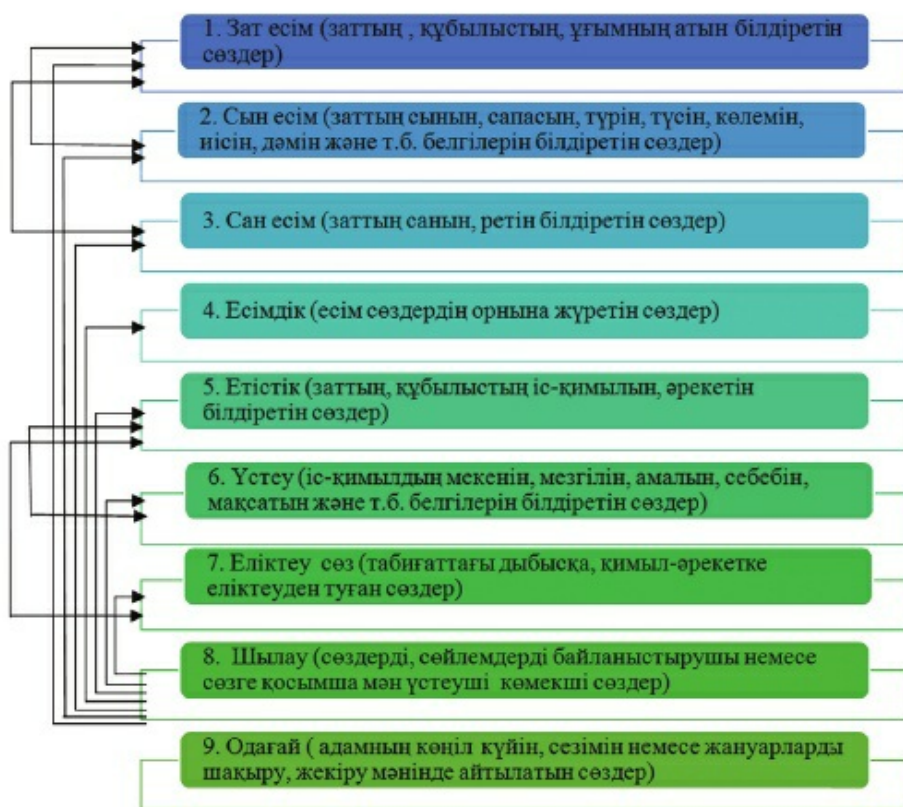 1. Зат есім (заттың , құбылыстың, ұғымның атын білдіретін
сөздер)
2. Сын есім (заттың сынын, сапасын, түрін, түсін, көлемін,
иісін, дәмін және т.б. белгілерін білдіретін сөздер)
3. Сан есім (заттың санын, ретін білдіретін сөздер)
4. Есімдік (есім сөздердің орнына жүретін сөздер)
5. Етістік (заттың, құбылыстың іс-қимылын, әрекетін
білдіретін сөздер)
6. Үстеу (іс-қимылдың мекенін, мезгілін, амалын, себебін,
мақсатын және т.б. белгілерін білдіретін сөздер)
7. Еліктеу сөз (табиғаттағы дыбысқа, қимыл-әрекетке
еліктеуден туған сөздер)
8. Шылау (сөздерді, сөйлемдерді байланыстырушы немесе
сөзге қосымша мән үстеуші көмекші сөздер)
9. Одағай ( адамның көңіл күйін, сезімін немесе жануарларды
шақыру, жекіру мәнінде айтылатын сөздер)